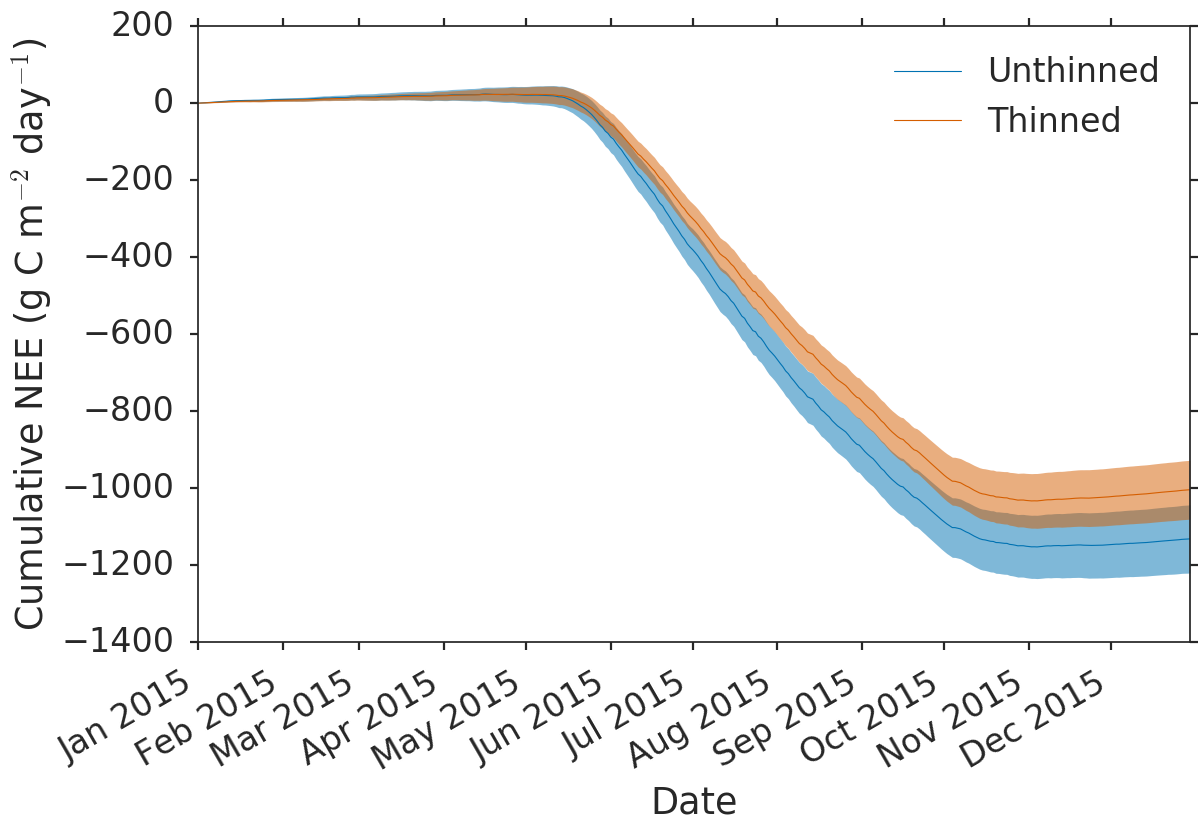 Cumulative NEE (g C m⁻² day⁻¹)
200
0
−200
−400
−600
−800
−1000
−1200
−1400
Unthinned
Thinned
Jan 2015
Feb 2015
Mar 2015
Apr 2015
May 2015
Jun 2015
Jul 2015
Aug 2015
Sep 2015
Oct 2015
Nov 2015
Dec 2015
Date